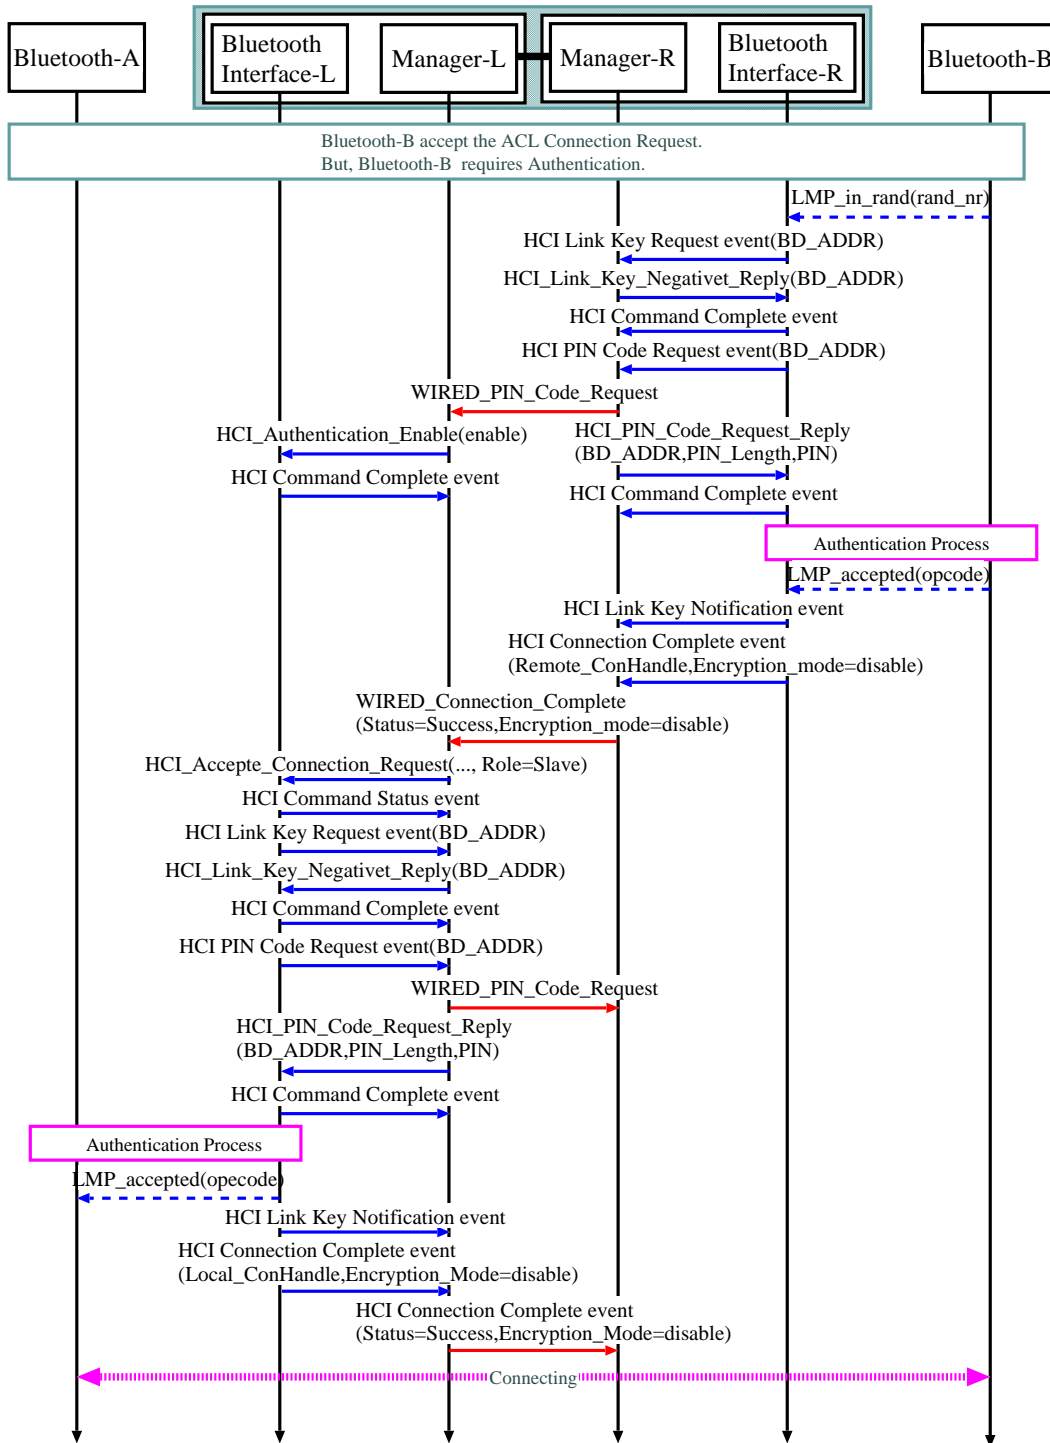 Bluetooth-A
Bluetooth
Interface-L
Manager-L
Manager-R
Bluetooth
Interface-R
Bluetooth-B
Bluetooth-B accept the ACL Connection Request.
But, Bluetooth-B  requires Authentication.
LMP_in_rand(rand_nr)
HCI Link Key Request event(BD_ADDR)
HCI_Link_Key_Negativet_Reply(BD_ADDR)
HCI Command Complete event
HCI PIN Code Request event(BD_ADDR)
WIRED_PIN_Code_Request
HCI_Authentication_Enable(enable)
HCI_PIN_Code_Request_Reply
(BD_ADDR,PIN_Length,PIN)
HCI Command Complete event
HCI Command Complete event
Authentication Process
LMP_accepted(opcode)
HCI Link Key Notification event
HCI Connection Complete event
(Remote_ConHandle,Encryption_mode=disable)
WIRED_Connection_Complete
(Status=Success,Encryption_mode=disable)
HCI_Accepte_Connection_Request(..., Role=Slave)
HCI Command Status event
HCI Link Key Request event(BD_ADDR)
HCI_Link_Key_Negativet_Reply(BD_ADDR)
HCI Command Complete event
HCI PIN Code Request event(BD_ADDR)
WIRED_PIN_Code_Request
HCI_PIN_Code_Request_Reply
(BD_ADDR,PIN_Length,PIN)
HCI Command Complete event
Authentication Process
LMP_accepted(opecode)
HCI Link Key Notification event
HCI Connection Complete event
(Local_ConHandle,Encryption_Mode=disable)
HCI Connection Complete event
(Status=Success,Encryption_Mode=disable)
Connecting